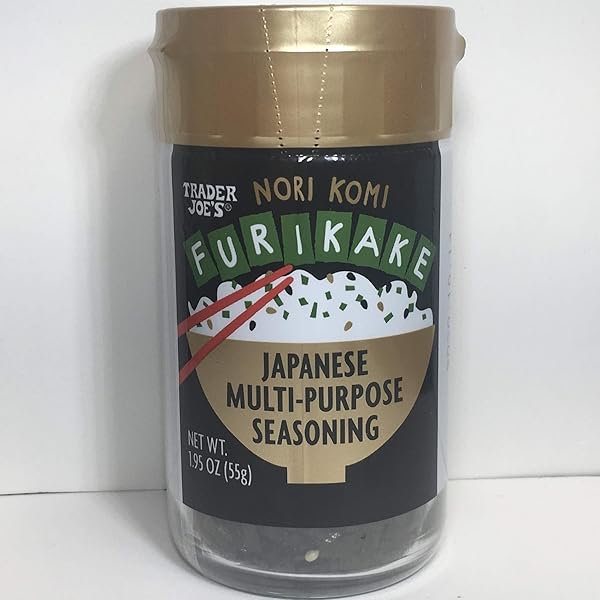 TRADER
JOE'S®
NORI KOMI
FURIKAKE
JAPANESE
MULTI-PURPOSE
SEASONING
NET WT.
1.95 OZ (55g)